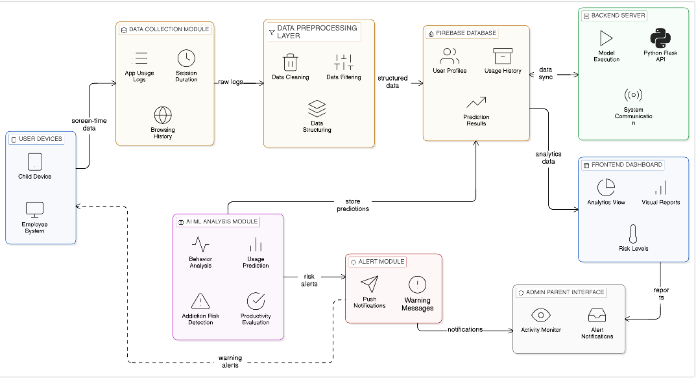 DATA COLLECTION MODULE
App Usage
Logs
Session
Duration
Browsing
History
raw logs
DATA PREPROCESSING
LAYER
Data Cleaning
Data Filtering
Data
Structuring
structured
data
FIREBASE DATABASE
User Profiles
Usage History
Prediction
Results
data
sync
BACKEND SERVER
Model
Execution
Python Flask
API
System
Communicatio
n
screen-time
data
USER DEVICES
Child Device
Employee
System
analytics
data
FRONTEND DASHBOARD
Analytics View
Visual Reports
Risk Levels
store
predictions
AI ML ANALYSIS MODULE
Behavior
Analysis
Usage
Prediction
Addiction Risk
Detection
Productivity
Evaluation
risk
alerts
ALERT MODULE
Push
Notifications
Warning
Messages
notifications
repor
ts
ADMIN PARENT INTERFACE
Activity Monitor
Alert
Notifications
warning
alerts